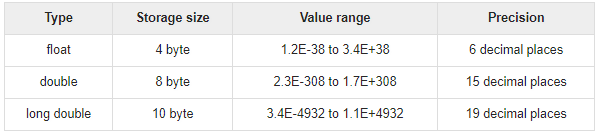 Type Storage size Value range Precision
float 4 byte 1.2E-38 to 3.4E+38 6 decimal places
double 8 byte 2.3E-308 to 1.7E+308 15 decimal places
long double 10 byte 3.4E-4932 to 1.1E+4932 19 decimal places